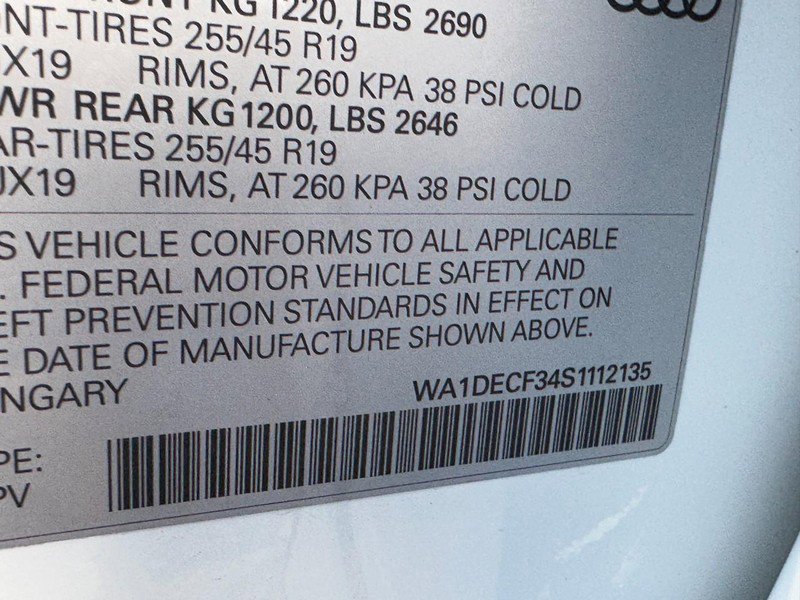 KG 1220, LBS 2690
NT-TIRES 255/45 R19
X19 RIMS, AT 260 KPA 38 PSI COLD
WR REAR KG1200, LBS 2646
AR-TIRES 255/45 R19
JX19 RIMS, AT 260 KPA 38 PSI COLD
S VEHICLE CONFORMS TO ALL APPLICABLE
. FEDERAL MOTOR VEHICLE SAFETY AND
EFT PREVENTION STANDARDS IN EFFECT ON
E DATE OF MANUFACTURE SHOWN ABOVE.
NGARY WA1DECF34S1112135
PE:
PV